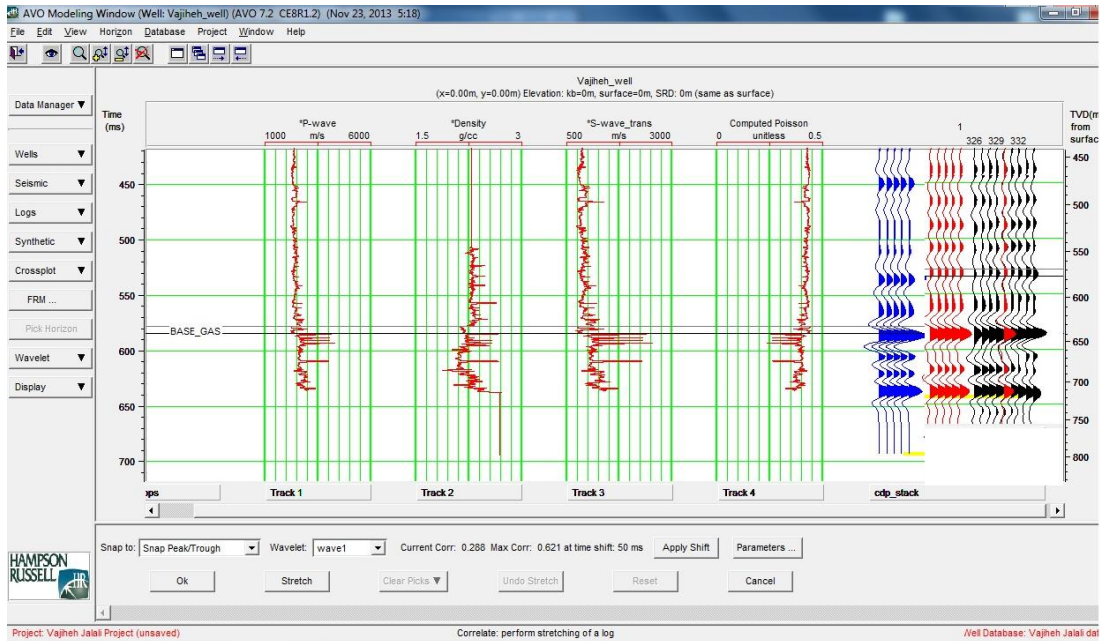 AVO Modeling Window (Well: Vajiheh_well) (AVO 7.2 CE8R1.2) (Nov 23, 2013 5:18)
File Edit View Horizon Database Project Window Help
Vajiheh_well
(x=0.00m, y=0.00m) Elevation: kb=0m, surface=0m, SRD: 0m (same as surface)
Data Manager
Time
(ms)
*P-wave
1000 m/s 6000
*Density
1.5 g/cc 3
*S-wave_trans
500 m/s 3000
Computed Poisson
0 unitless 0.5
1
326 329 332
TVD(m
from
surfac
Wells
Seismic
Logs
Synthetic
Crossplot
FRM ...
Pick Horizon
Wavelet
Display
450
500
550
BASE_GAS
600
650
700
450
500
550
600
650
700
750
800
ops Track 1 Track 2 Track 3 Track 4 cdp_stack
Snap to: Snap Peak/Trough Wavelet: wave1 Current Corr: 0.288 Max Corr: 0.621 at time shift: 50 ms Apply Shift Parameters ...
Ok Stretch Clear Picks Undo Stretch Reset Cancel
HAMPSON
RUSSELL
HR
Project: Vajiheh Jalali Project (unsaved) Correlate: perform stretching of a log Well Database: Vajiheh Jalali dat